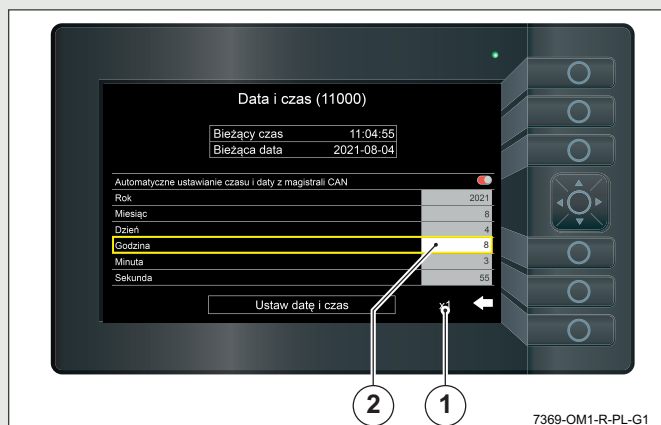 Data i czas (11000)
Bieżący czas 11:04:55
Bieżąca data 2021-08-04
Automatyczne ustawianie czasu i daty z magistrali CAN
Rok 2021
Miesiąc 8
Dzień 4
Godzina 8
Minuta 3
Sekunda 55
Ustaw datę i czas x1
2 1
7369-OM1-R-PL-G1